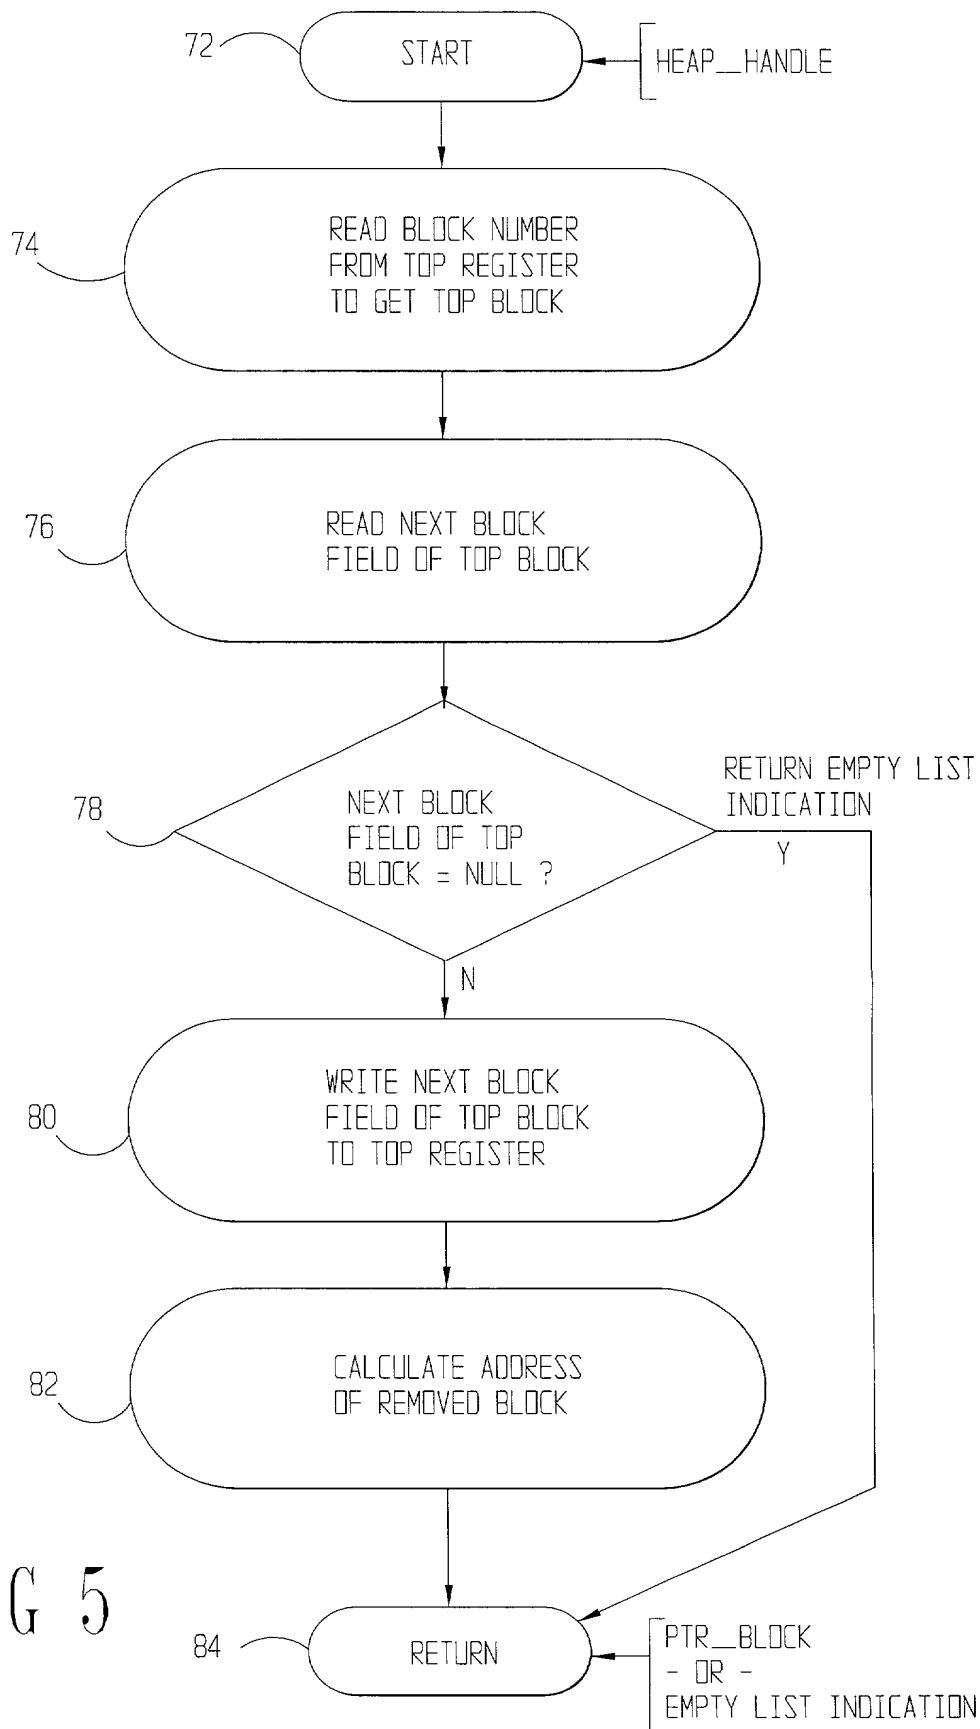 72
START
HEAP__HANDLE
74
READ BLOCK NUMBER
FROM TOP REGISTER
TO GET TOP BLOCK
76
READ NEXT BLOCK
FIELD OF TOP BLOCK
78
NEXT BLOCK
FIELD OF TOP
BLOCK = NULL ?
RETURN EMPTY LIST
INDICATION
Y
N
80
WRITE NEXT BLOCK
FIELD OF TOP BLOCK
TO TOP REGISTER
82
CALCULATE ADDRESS
OF REMOVED BLOCK
G 5
84
RETURN
PTR__BLOCK
- OR -
EMPTY LIST INDICATION